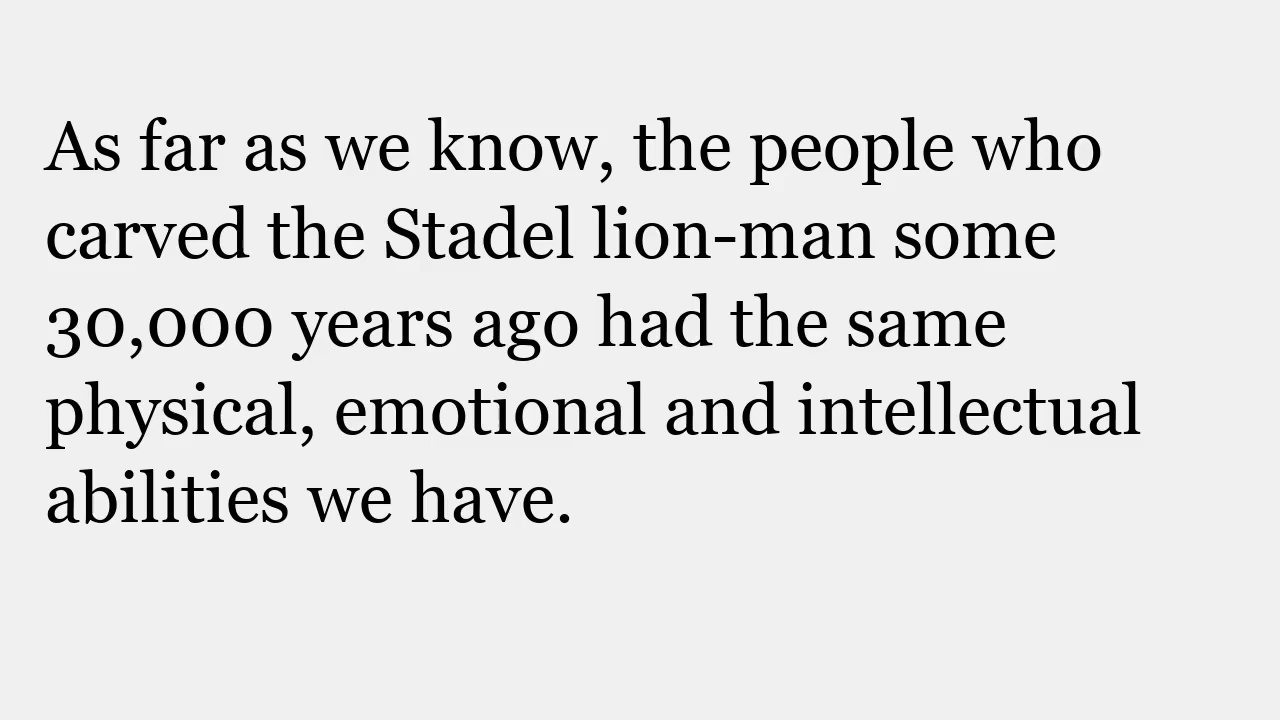 As far as we know, the people who
carved the Stadel lion-man some
30,000 years ago had the same
physical, emotional and intellectual
abilities we have.